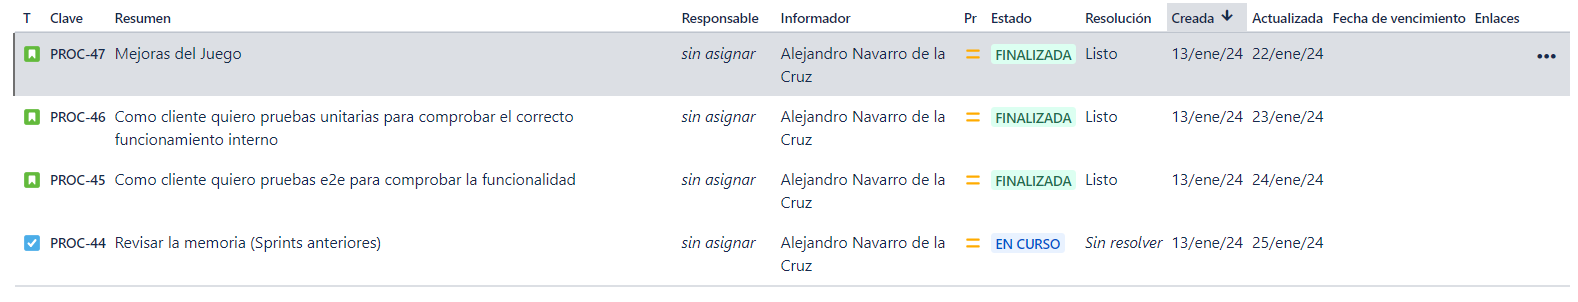 T Clave Resumen Responsable Informador Pr Estado Resolución Creada Actualizada Fecha de vencimiento Enlaces
PROC-47 Mejoras del Juego sin asignar Alejandro Navarro de la FINALIZADA Listo 13/ene/24 22/ene/24
Cruz
PROC-46 Como cliente quiero pruebas unitarias para comprobar el correcto sin asignar Alejandro Navarro de la FINALIZADA Listo 13/ene/24 23/ene/24
funcionamiento interno Cruz
PROC-45 Como cliente quiero pruebas e2e para comprobar la funcionalidad sin asignar Alejandro Navarro de la FINALIZADA Listo 13/ene/24 24/ene/24
Cruz
PROC-44 Revisar la memoria (Sprints anteriores) sin asignar Alejandro Navarro de la EN CURSO Sin resolver 13/ene/24 25/ene/24
Cruz